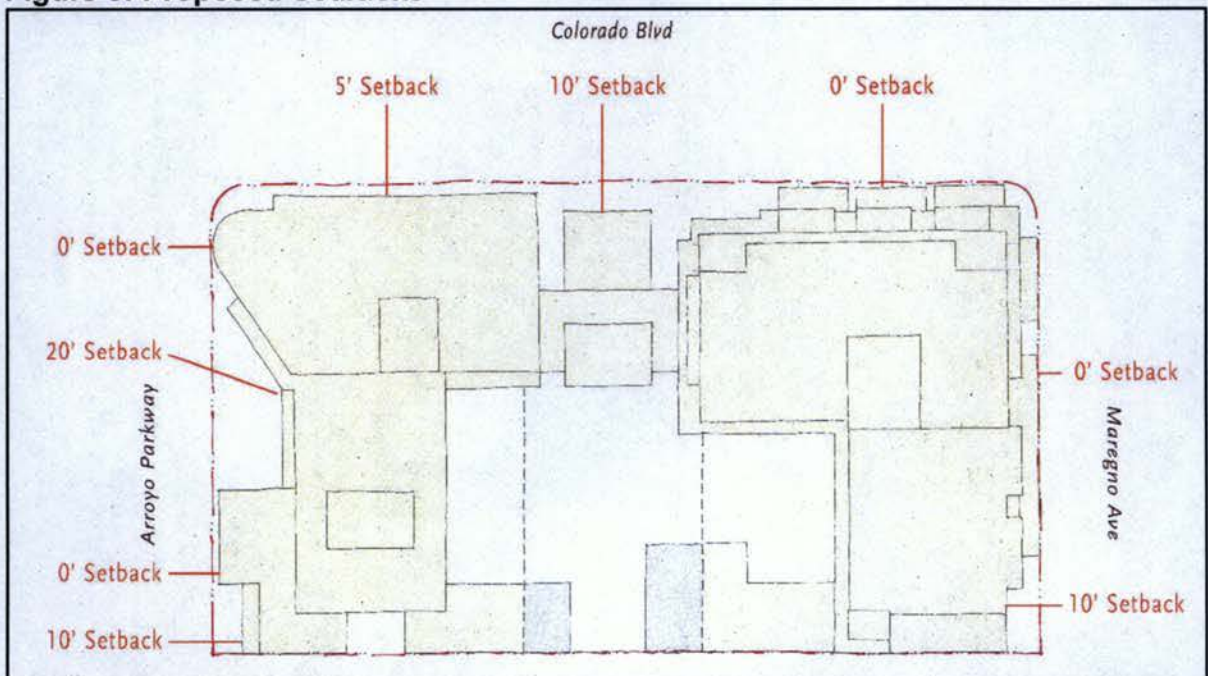 Colorado Blvd
5' Setback
10' Setback
0' Setback
0' Setback
20' Setback
0' Setback
Arroyo Parkway
Maregno Ave
0' Setback
10' Setback
10' Setback